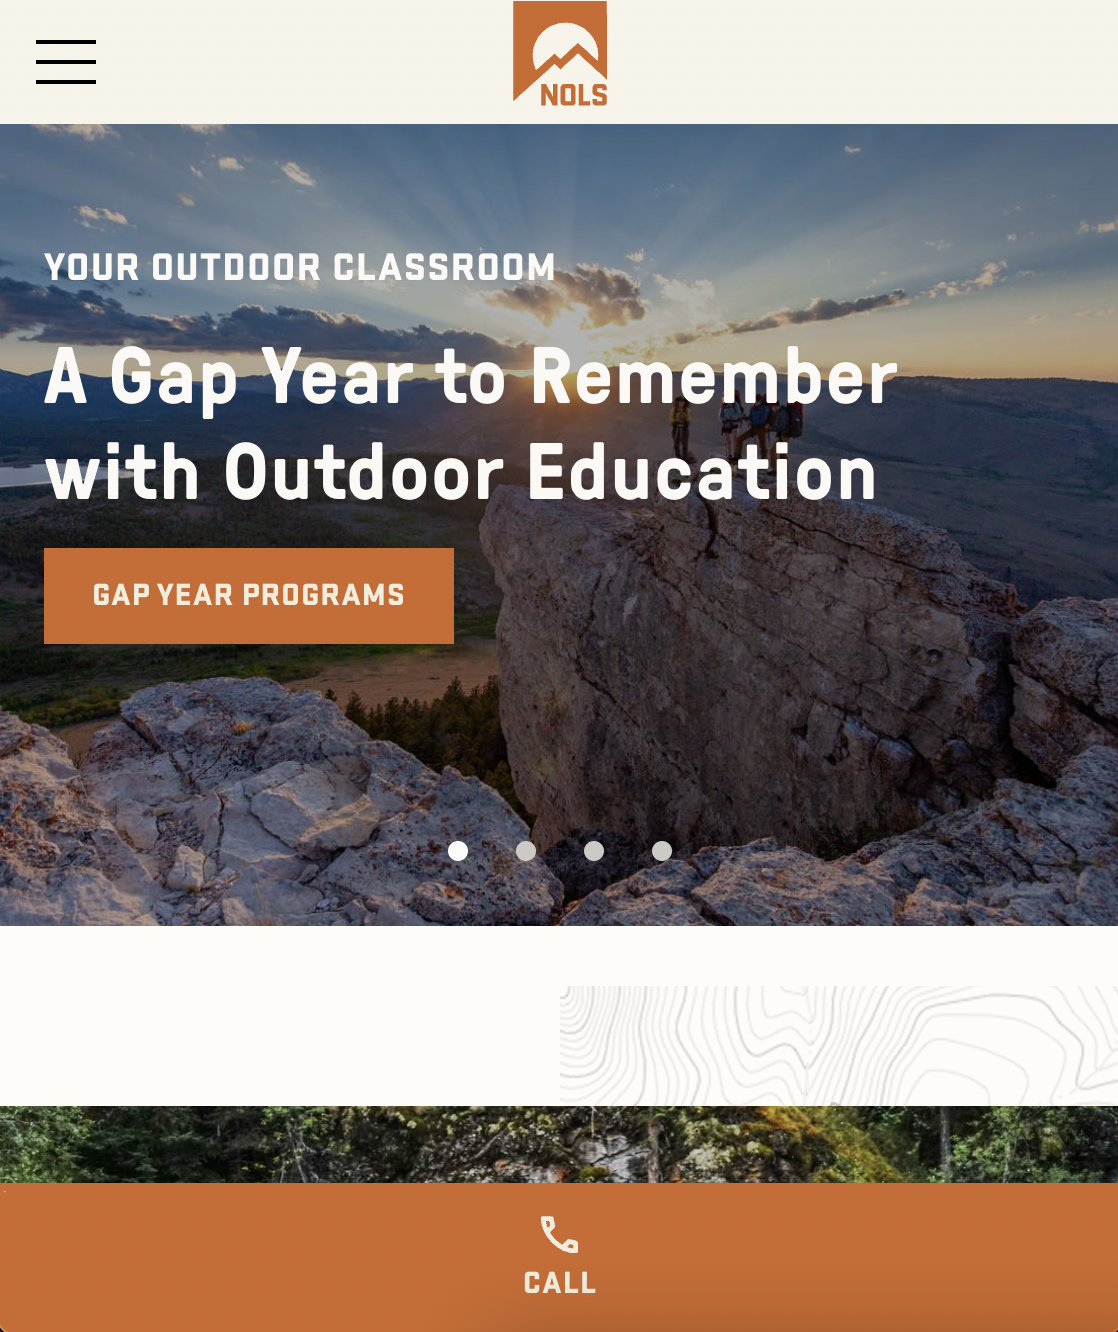 NOLS
YOUR OUTDOOR CLASSROOM
A Gap Year to Remember
with Outdoor Education
GAP YEAR PROGRAMS
CALL